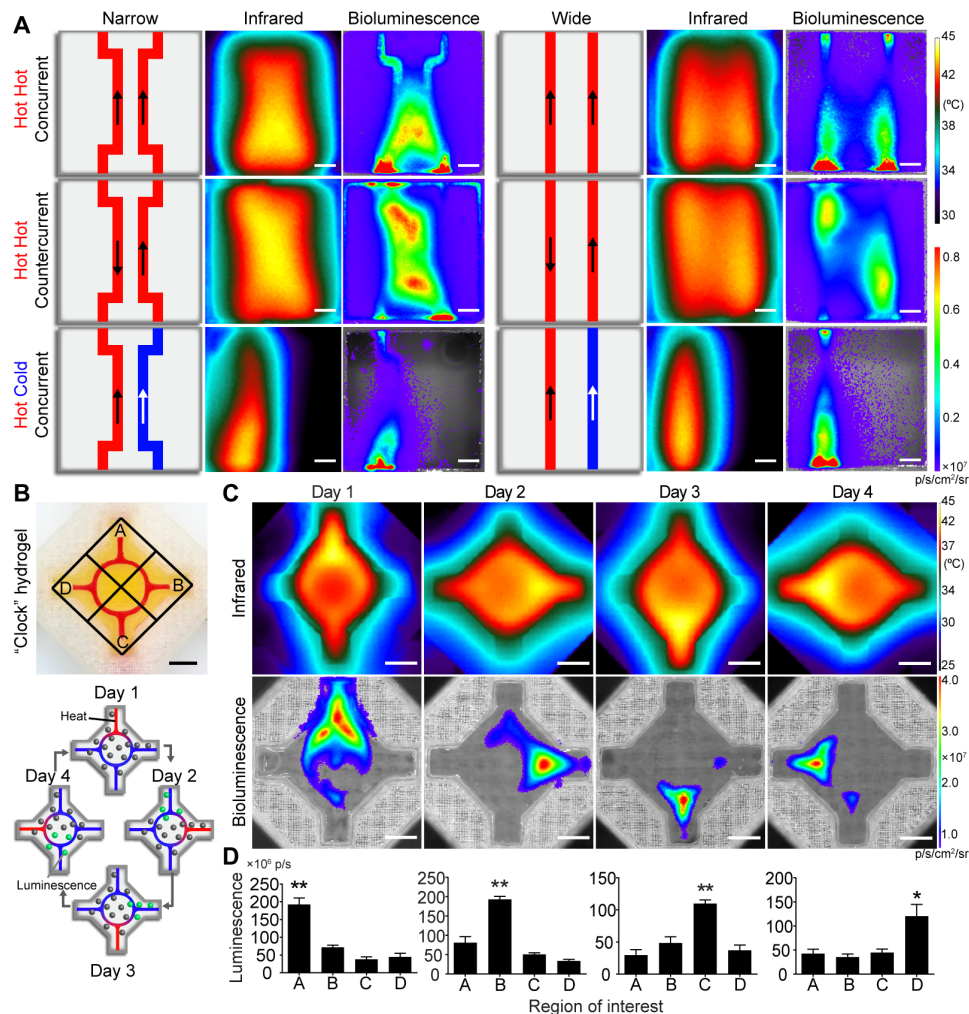 A
Narrow
Infrared
Bioluminescence
Wide
Infrared
Bioluminescence
Hot Hot
Concurrent
Hot Hot
Countercurrent
Hot Cold
Concurrent
45
42
(ºC)
38
34
30
0.8
0.6
0.4
0.2
×10⁷
p/s/cm²/sr
B
"Clock" hydrogel
A
D
B
C
Day 1
Heat
Day 4
Day 2
Luminescence
Day 3
C
Day 1
Day 2
Day 3
Day 4
Infrared
Bioluminescence
45
42
37
(ºC)
34
30
25
4.0
3.0
×10⁷
2.0
1.0
p/s/cm²/sr
D
×10⁶ p/s
Luminescence
250
200
150
100
50
0
**
A B C D
250
200
150
100
50
0
**
A B C D
150
100
50
0
**
A B C D
200
150
100
50
0
*
A B C D
Region of interest